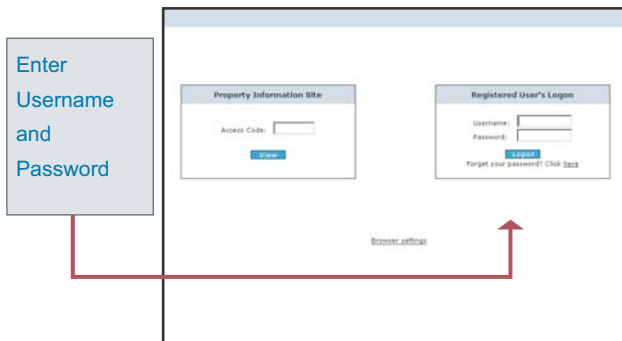 Enter
Username
and
Password
Property Information Site
Access Code:
View
Registered User's Logon
Username:
Password:
Logon
Forget your password? Click here
Browser settings